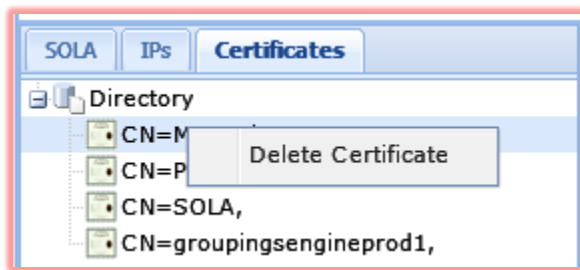 SOLA IPs Certificates
Directory
CN=M
Delete Certificate
CN=P
CN=SOLA,
CN=groupingsengineprod1,